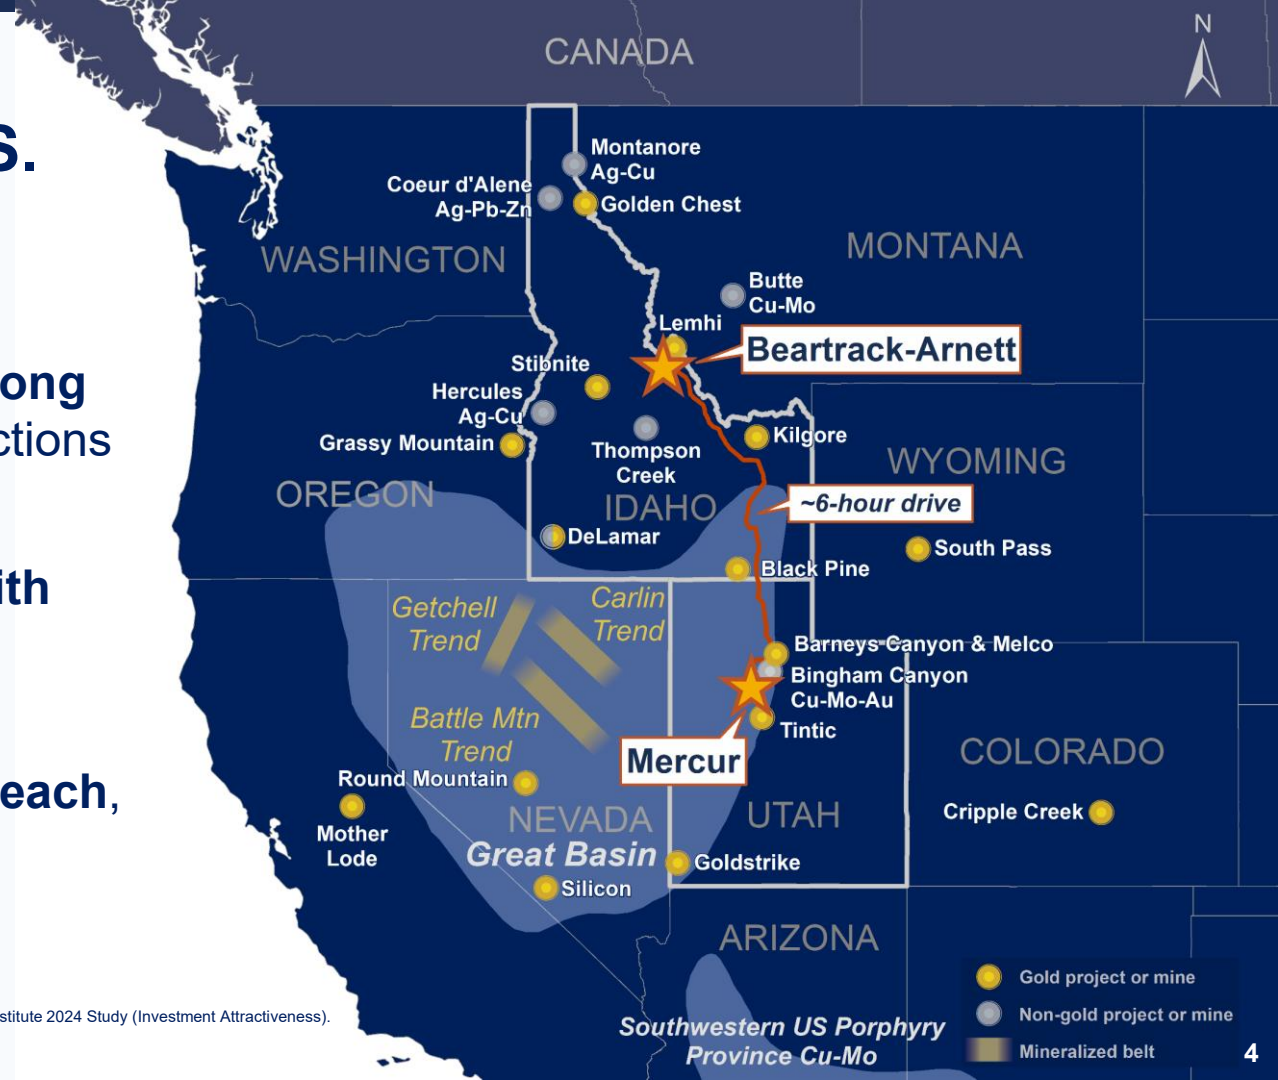 S.
ong
ctions
ith
each,
stitute 2024 Study (Investment Attractiveness).
CANADA
N
Montanore
Ag-Cu
Coeur d'Alene
Ag-Pb-Zn
Golden Chest
WASHINGTON
MONTANA
Butte
Cu-Mo
Lemhi
Beartrack-Arnett
Stibnite
Hercules
Ag-Cu
Grassy Mountain
Thompson
Creek
Kilgore
WYOMING
OREGON
IDAHO
~6-hour drive
DeLamar
South Pass
Black Pine
Getchell
Trend
Carlin
Trend
Barneys Canyon & Melco
Bingham Canyon
Cu-Mo-Au
Tintic
Battle Mtn
Trend
Mercur
COLORADO
Round Mountain
Mother
Lode
NEVADA
UTAH
Cripple Creek
Great Basin
Goldstrike
Silicon
ARIZONA
Southwestern US Porphyry
Province Cu-Mo
Gold project or mine
Non-gold project or mine
Mineralized belt
4